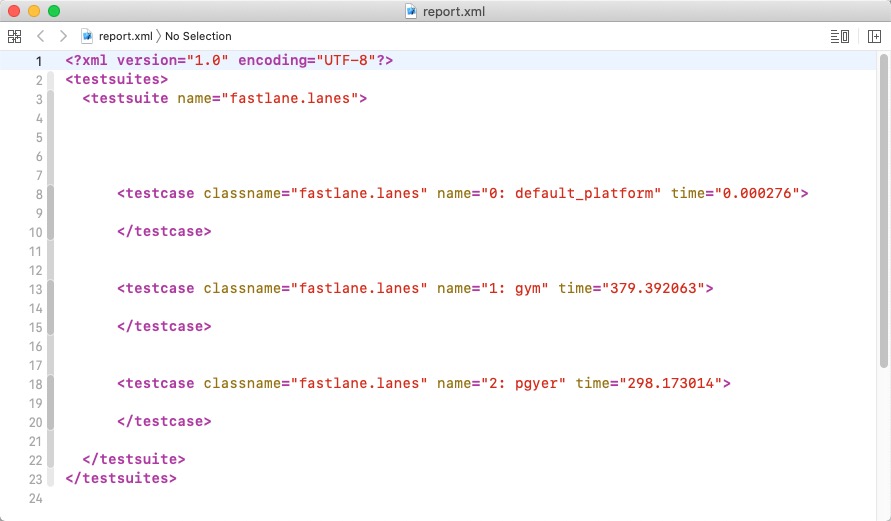 report.xml
report.xml 〉No Selection
1 <?xml version="1.0" encoding="UTF-8"?>
2 <testsuites>
3   <testsuite name="fastlane.lanes">
4
5
6
7
8       <testcase classname="fastlane.lanes" name="0: default_platform" time="0.000276">
9
10       </testcase>
11
12
13       <testcase classname="fastlane.lanes" name="1: gym" time="379.392063">
14
15       </testcase>
16
17
18       <testcase classname="fastlane.lanes" name="2: pgyer" time="298.173014">
19
20       </testcase>
21
22   </testsuite>
23 </testsuites>
24